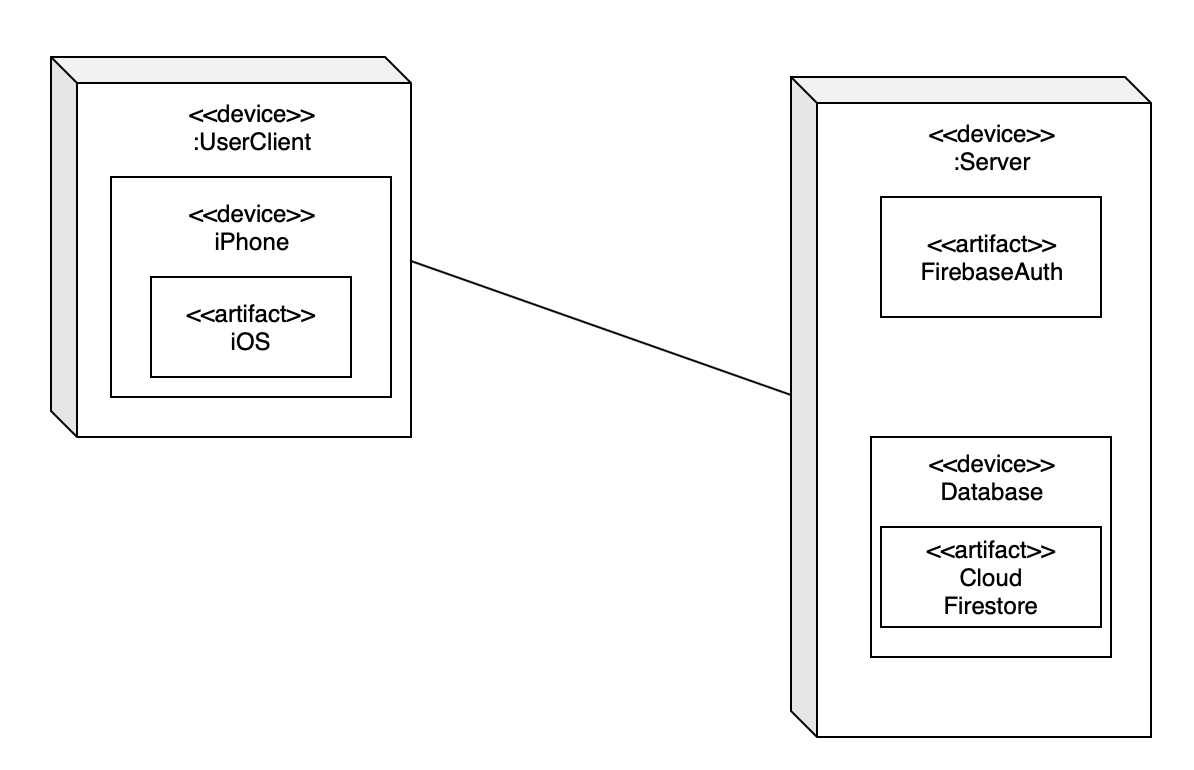 <<device>>
:UserClient
<<device>>
iPhone
<<artifact>>
iOS
<<device>>
:Server
<<artifact>>
FirebaseAuth
<<device>>
Database
<<artifact>>
Cloud
Firestore